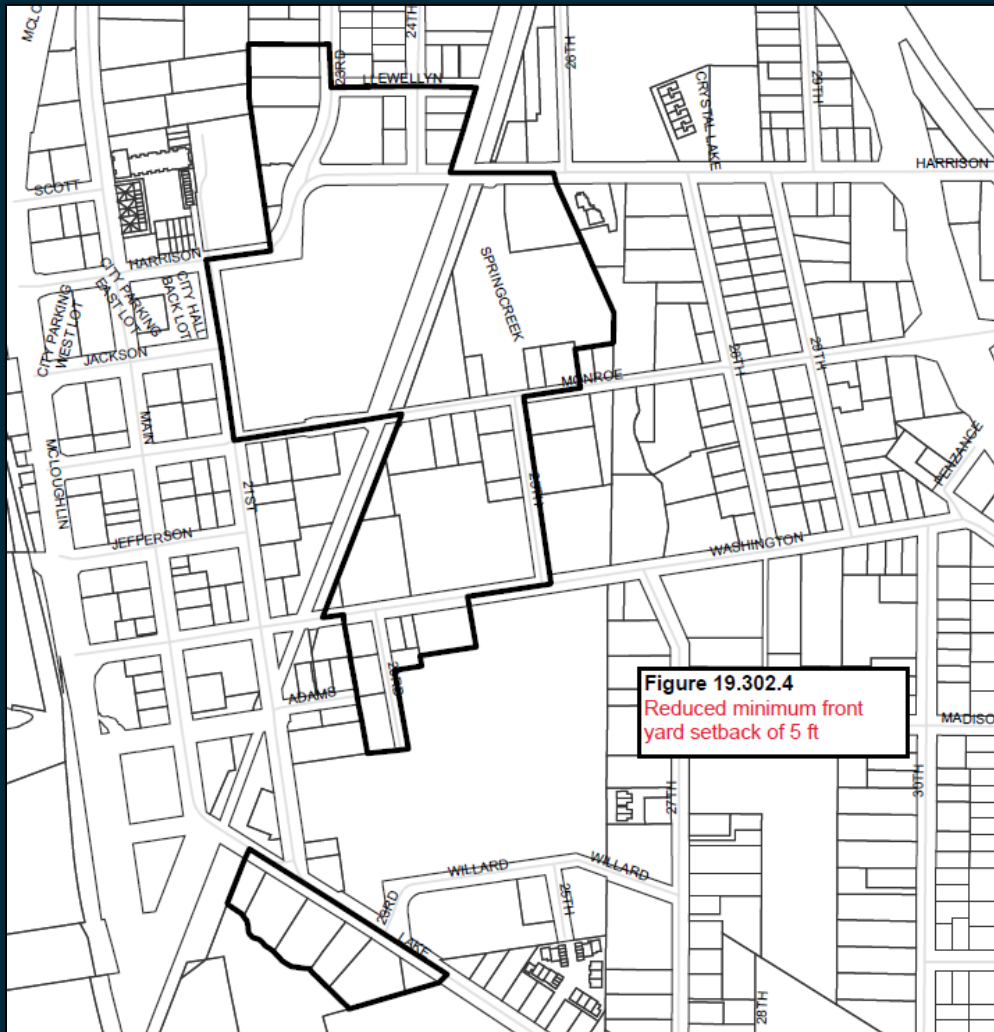 MCLO
23RD
24TH
26TH
29TH
LLEWELLYN
CRYSTAL LAKE
HARRISON
SCOTT
HARRISON
CITY PARKING
WEST LOT
CITY PARKING
EAST LOT
CITY HALL
BACK LOT
SPRINGCREEK
JACKSON
MONROE
28TH
29TH
MAIN
MCLOUGHLIN
21ST
25TH
PENZANCE
JEFFERSON
WASHINGTON
23RD
ADAMS
Figure 19.302.4
Reduced minimum front
yard setback of 5 ft
MADISO
27TH
30TH
WILLARD
WILLARD
23RD
25TH
LAKE
28TH